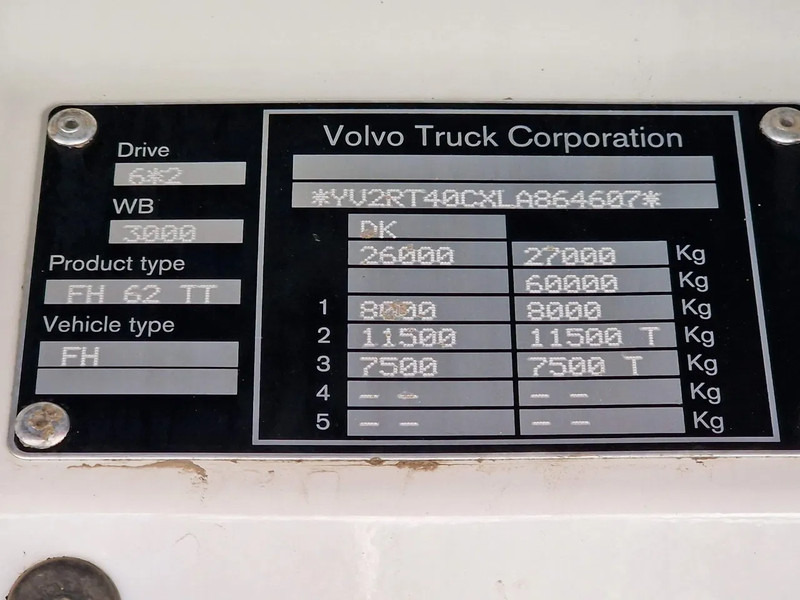 Drive
6*2
WB
3000
Product type
FH 62 TT
Vehicle type
FH
Volvo Truck Corporation
*YV2RT40CXLA864607*
DK
26000 27000 Kg
60000 Kg
1 8000 8000 Kg
2 11500 11500 T Kg
3 7500 7500 T Kg
4 -- -- Kg
5 -- -- Kg